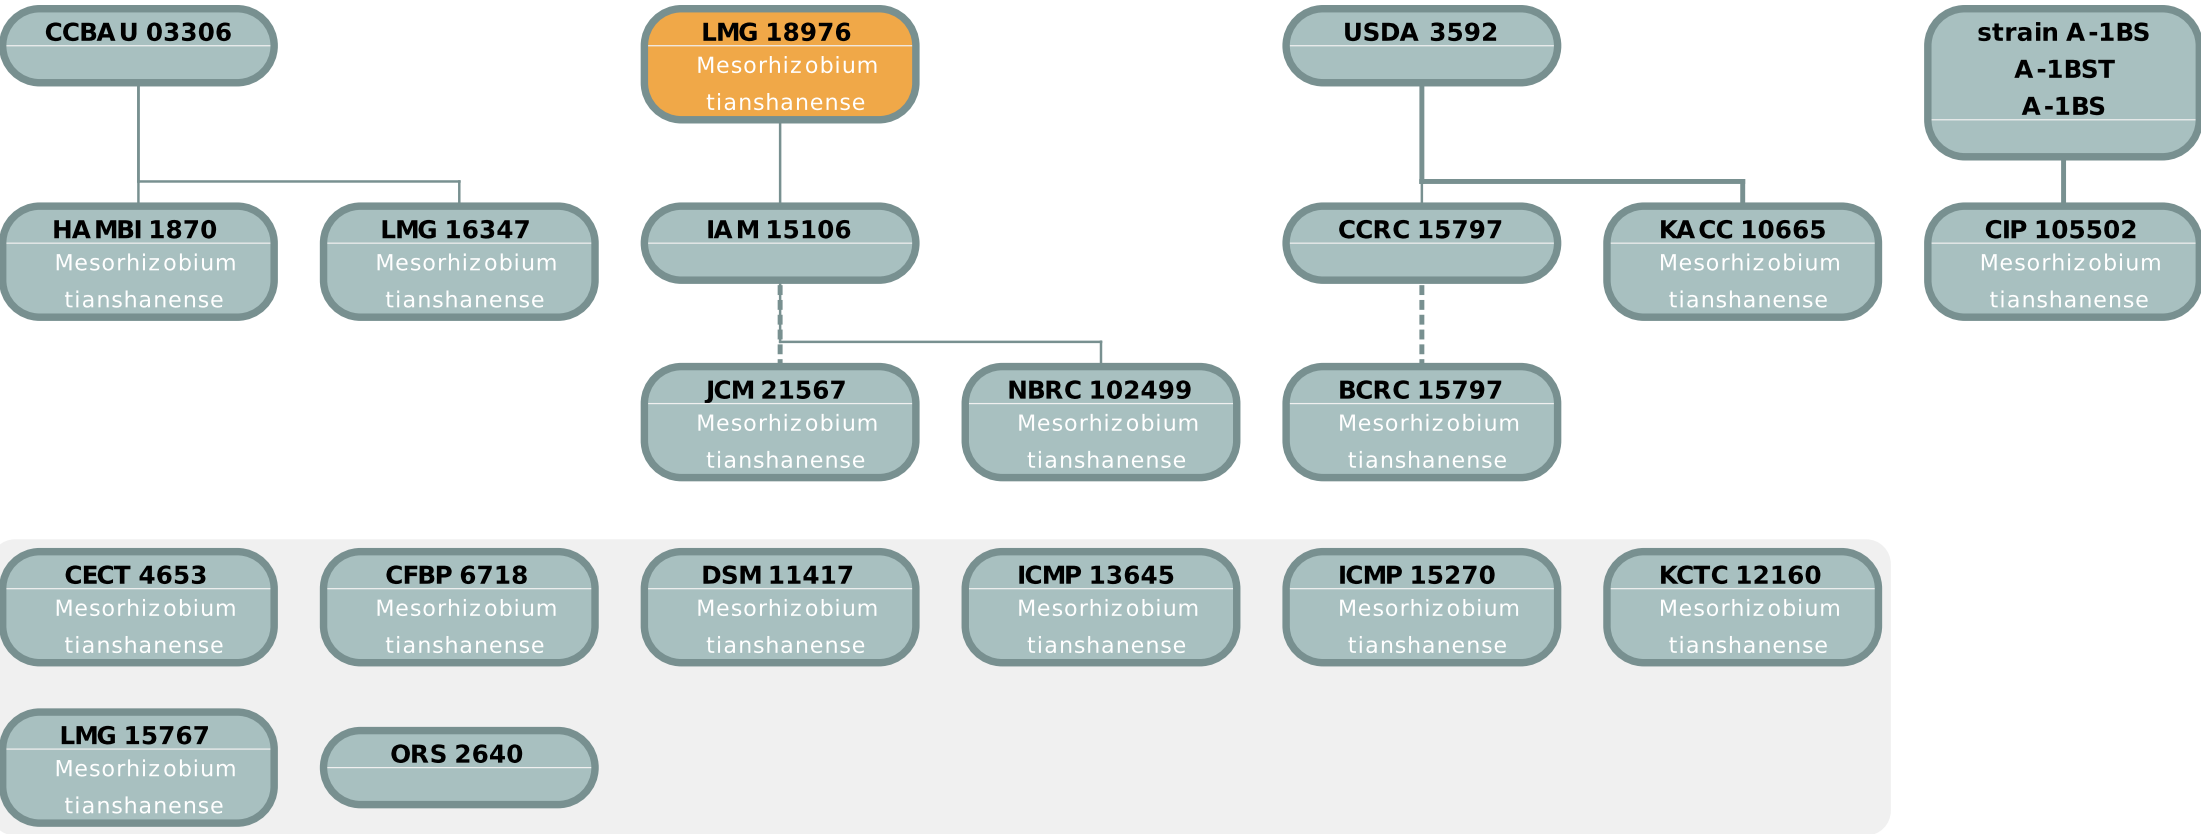 CCBAU 03306
LMG 18976
Mesorhizobium
tianshanense
USDA 3592
strain A-1BS
A-1BST
A-1BS
HAMBI 1870
Mesorhizobium
tianshanense
LMG 16347
Mesorhizobium
tianshanense
IAM 15106
CCRC 15797
KACC 10665
Mesorhizobium
tianshanense
CIP 105502
Mesorhizobium
tianshanense
JCM 21567
Mesorhizobium
tianshanense
NBRC 102499
Mesorhizobium
tianshanense
BCRC 15797
Mesorhizobium
tianshanense
CECT 4653
Mesorhizobium
tianshanense
CFBP 6718
Mesorhizobium
tianshanense
DSM 11417
Mesorhizobium
tianshanense
ICMP 13645
Mesorhizobium
tianshanense
ICMP 15270
Mesorhizobium
tianshanense
KCTC 12160
Mesorhizobium
tianshanense
LMG 15767
Mesorhizobium
tianshanense
ORS 2640